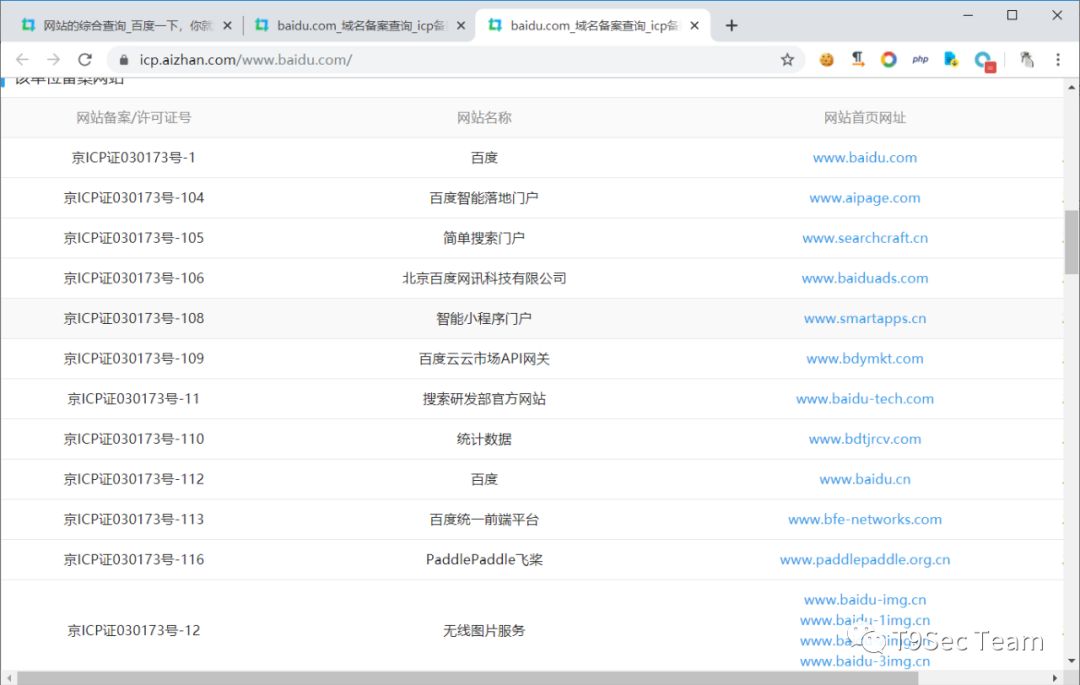 网站的综合查询_百度一下，你就
baidu.com_域名备案查询_icp备
baidu.com_域名备案查询_icp备
icp.aizhan.com/www.baidu.com/
php
该单位备案网站
网站备案/许可证号 网站名称 网站首页网址
京ICP证030173号-1 百度 www.baidu.com
京ICP证030173号-104 百度智能落地门户 www.aipage.com
京ICP证030173号-105 简单搜索门户 www.searchcraft.cn
京ICP证030173号-106 北京百度网讯科技有限公司 www.baiduads.com
京ICP证030173号-108 智能小程序门户 www.smartapps.cn
京ICP证030173号-109 百度云云市场API网关 www.bdymkt.com
京ICP证030173号-11 搜索研发部官方网站 www.baidu-tech.com
京ICP证030173号-110 统计数据 www.bdtjrcv.com
京ICP证030173号-112 百度 www.baidu.cn
京ICP证030173号-113 百度统一前端平台 www.bfe-networks.com
京ICP证030173号-116 PaddlePaddle飞桨 www.paddlepaddle.org.cn
京ICP证030173号-12 无线图片服务 www.baidu-img.cn
www.baidu-1img.cn
T9Sec Team
www.baidu-3img.cn